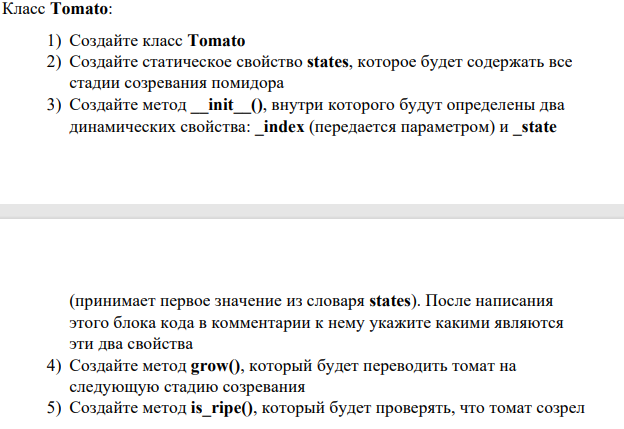 Класс Tomato:
1) Создайте класс Tomato
2) Создайте статическое свойство states, которое будет содержать все
стадии созревания помидора
3) Создайте метод __init__(), внутри которого будут определены два
динамических свойства: _index (передается параметром) и _state
(принимает первое значение из словаря states). После написания
этого блока кода в комментарии к нему укажите какими являются
эти два свойства
4) Создайте метод grow(), который будет переводить томат на
следующую стадию созревания
5) Создайте метод is_ripe(), который будет проверять, что томат созрел